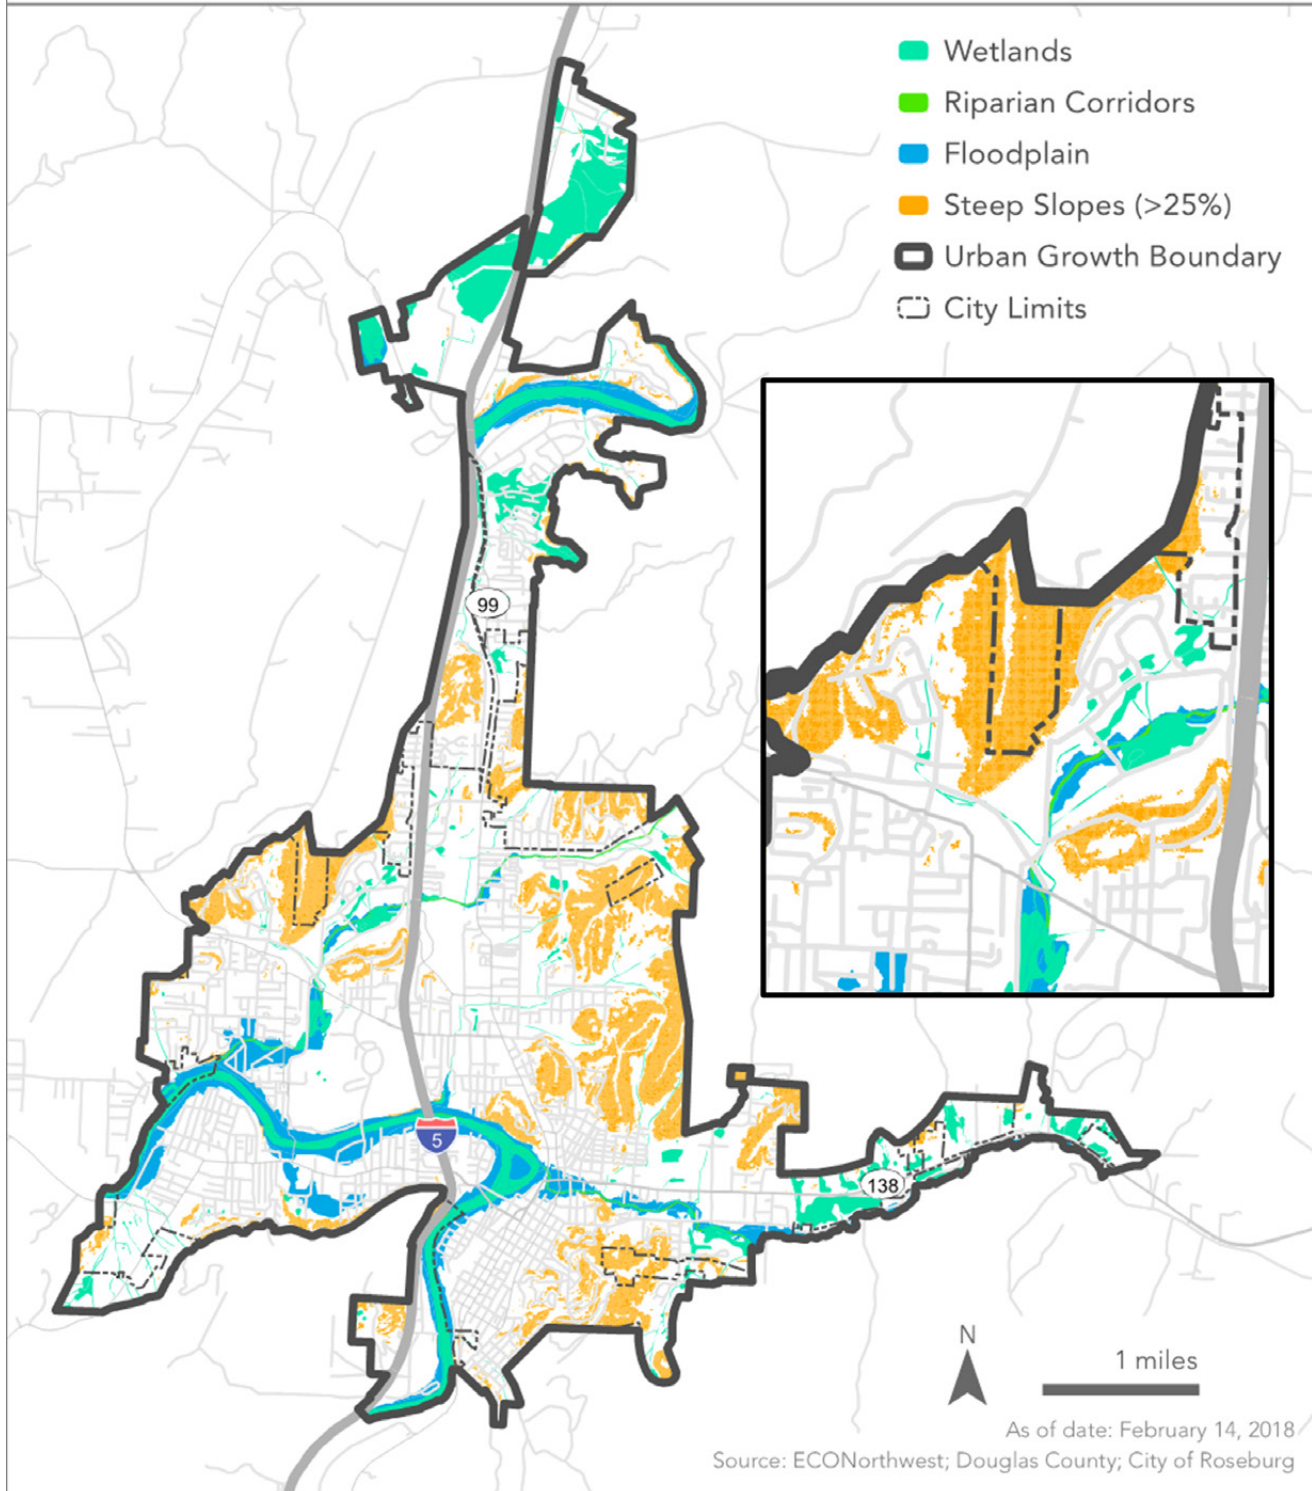 Wetlands
Riparian Corridors
Floodplain
Steep Slopes (>25%)
Urban Growth Boundary
City Limits
99
5
138
N
1 miles
As of date: February 14, 2018
Source: ECONorthwest; Douglas County; City of Roseburg